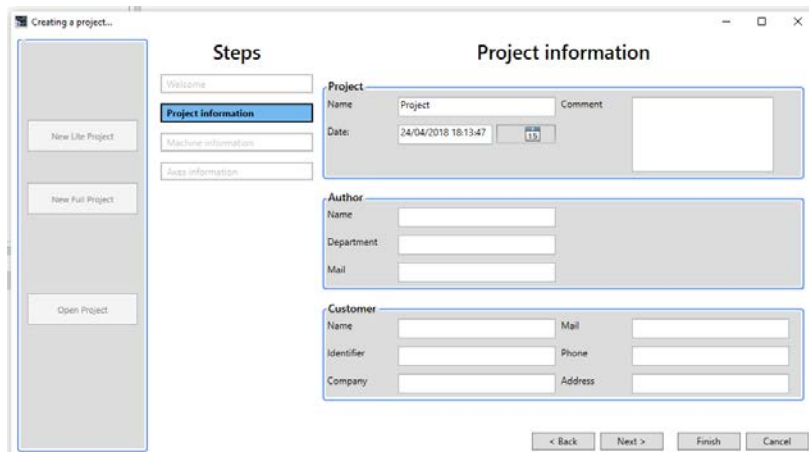 Creating a project...
New Lite Project
New Full Project
Open Project
Steps
Welcome
Project information
Machine information
Axes information
Project information
Project
Name
Project
Comment
Date:
24/04/2018 18:13:47
15
Author
Name
Department
Mail
Customer
Name
Mail
Identifier
Phone
Company
Address
< Back
Next >
Finish
Cancel